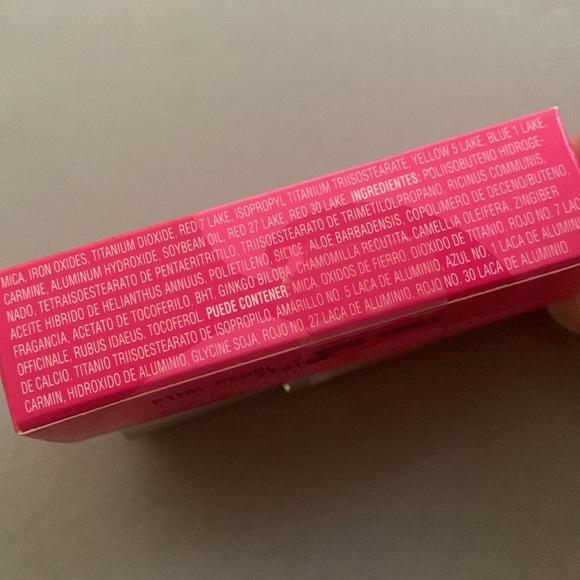 MICA, IRON OXIDES, TITANIUM DIOXIDE, RED 7 LAKE, ISOPROPYL TITANIUM TRIISOSTEARATE, YELLOW 5 LAKE, BLUE 1 LAKE,
CARMINE, ALUMINUM HYDROXIDE, SOYBEAN OIL, RED 27 LAKE, RED 30 LAKE. INGREDIENTES: POLIISOBUTENO HIDROGE-
NADO, TETRAISOESTEARATO DE PENTAERITRITILO, TRIISOESTEARATO DE TRIMETILOLPROPANO, RICINUS COMMUNIS,
ACEITE HIBRIDO DE HELIANTHUS ANNUUS, POLIETILENO, SILICE, ALOE BARBADENSIS, COPOLIMERO DE DECENO/BUTENO,
FRAGANCIA, ACETATO DE TOCOFERILO, BHT, GINKGO BILOBA, CHAMOMILLA RECUTITA, CAMELLIA OLEIFERA, ZINGIBER
OFFICINALE, RUBUS IDAEUS, TOCOFEROL. PUEDE CONTENER: MICA, OXIDOS DE FIERRO, DIOXIDO DE TITANIO, ROJO NO. 7 LACA
DE CALCIO, TITANIO TRIISOESTEARATO DE ISOPROPILO, AMARILLO NO. 5 LACA DE ALUMINIO, AZUL NO. 1 LACA DE ALUMINIO,
CARMIN, HIDROXIDO DE ALUMINIO, GLYCINE SOJA, ROJO NO. 27 LACA DE ALUMINIO, ROJO NO. 30 LACA DE ALUMINIO
PINK PEARL